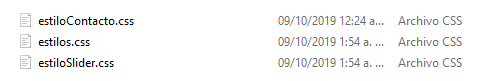 estiloContacto.css 09/10/2019 12:24 a. ... Archivo CSS
estilos.css 09/10/2019 1:54 a. ... Archivo CSS
estiloSlider.css 09/10/2019 1:54 a. ... Archivo CSS